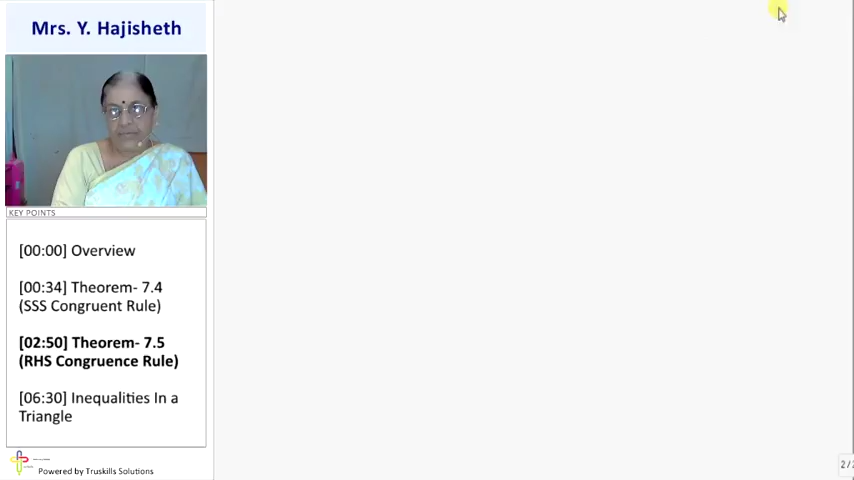 Mrs. Y. Hajisheth
KEY POINTS
[00:00] Overview
[00:34] Theorem- 7.4
(SSS Congruent Rule)
[02:50] Theorem- 7.5
(RHS Congruence Rule)
[06:30] Inequalities In a
Triangle
Powered by Truskills Solutions
2/